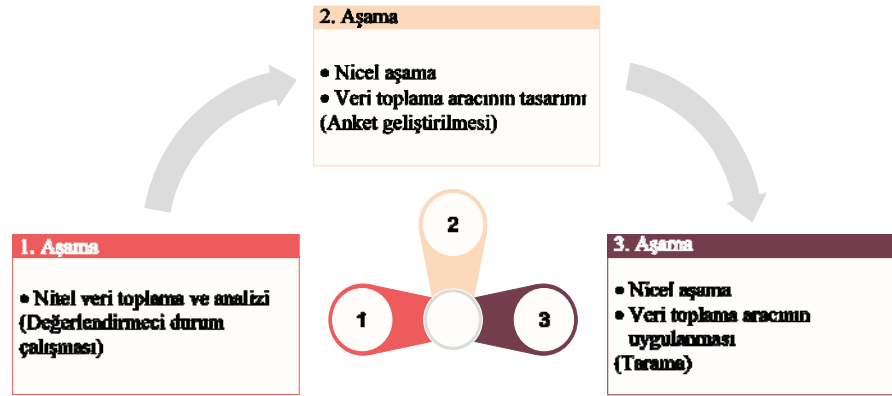 2. Aşama
• Nicel aşama
• Veri toplama aracının tasarımı
(Anket geliştirilmesi)
1. Aşama
• Nitel veri toplama ve analizi
(Değerlendirmeci durum
çalışması)
2
1
3
3. Aşama
• Nicel aşama
• Veri toplama aracının
uygulanması
(Tarama)